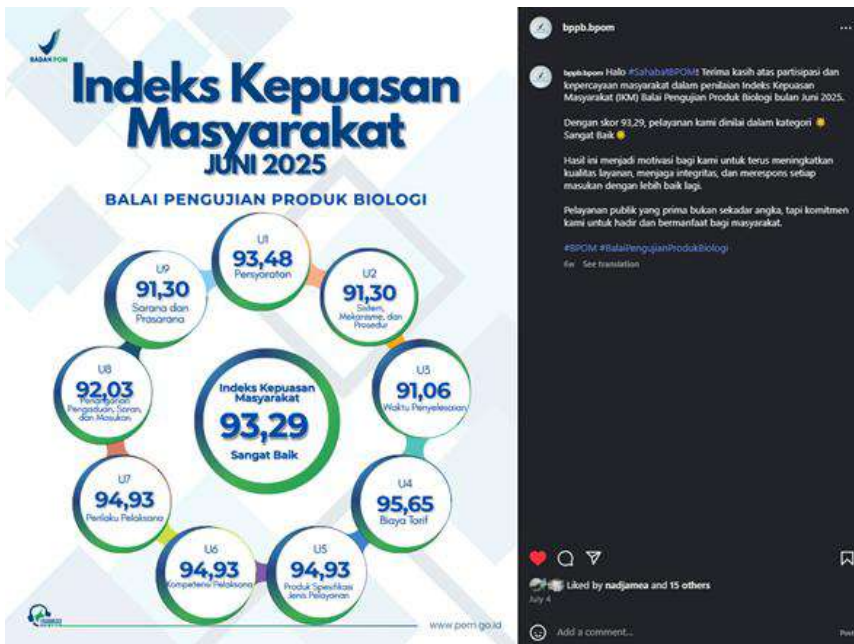 BADAN POM
Indeks Kepuasan
Masyarakat
JUNI 2025
BALAI PENGUJIAN PRODUK BIOLOGI
U1
93,48
Persyaratan
U2
91,30
Sistem,
Mekanisme, dan
Prosedur
U3
91,06
Waktu Penyelesaian
U4
95,65
Biaya Tarif
U5
94,93
Produk Spesifikasi
Jenis Pelayanan
U6
94,93
Kompetensi Pelaksana
U7
94,93
Perilaku Pelaksana
U8
92,03
Penanganan
Pengaduan, Saran,
dan Masukan
U9
91,30
Sarana dan
Prasarana
Indeks Kepuasan
Masyarakat
93,29
Sangat Baik
www.pom.go.id
bppb.bpom
bppb.bpom Halo #SahabatBPOM! Terima kasih atas partisipasi dan
kepercayaan masyarakat dalam penilaian Indeks Kepuasan
Masyarakat (IKM) Balai Pengujian Produk Biologi bulan Juni 2025.
Dengan skor 93,29, pelayanan kami dinilai dalam kategori
Sangat Baik
Hasil ini menjadi motivasi bagi kami untuk terus meningkatkan
kualitas layanan, menjaga integritas, dan merespons setiap
masukan dengan lebih baik lagi.
Pelayanan publik yang prima bukan sekadar angka, tapi komitmen
kami untuk hadir dan bermanfaat bagi masyarakat.
#BPOM #BalaiPengujianProdukBiologi
6w See translation
Liked by nadjamea and 15 others
July 4
Add a comment...
Post